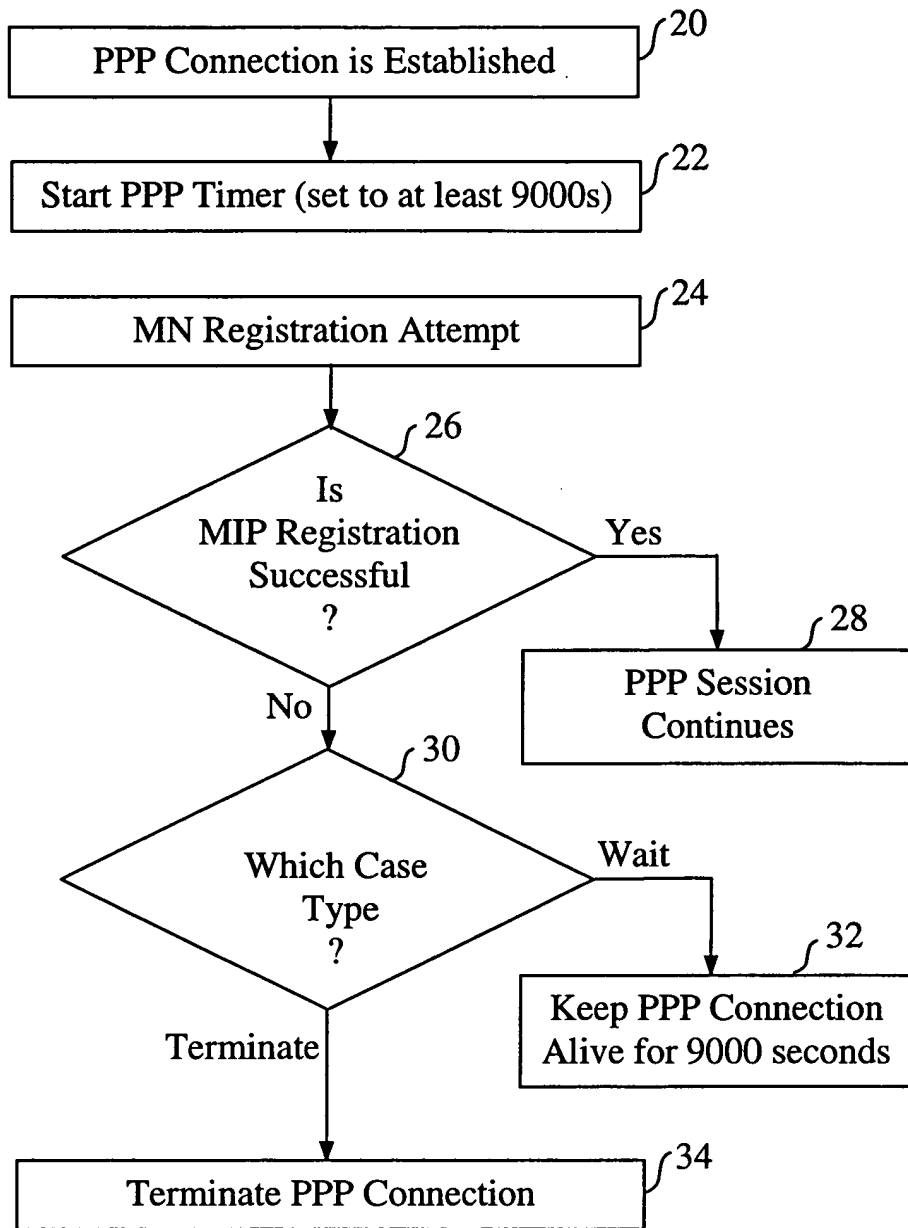 20
PPP Connection is Established
22
Start PPP Timer (set to at least 9000s)
24
MN Registration Attempt
26
Is
MIP Registration
Successful
?
Yes
28
PPP Session
Continues
No
30
Which Case
Type
?
Wait
32
Keep PPP Connection
Alive for 9000 seconds
Terminate
34
Terminate PPP Connection